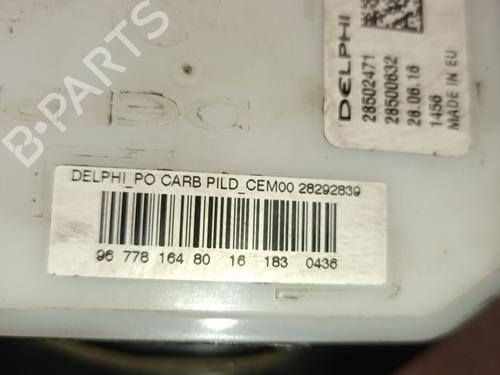 DELPHI
28502471
28500632
28.06.16
1456
MADE IN EU
DELPHI_PO CARB PILD_CEM00 28292839
96 778 164 80 16 183 0436
B-PARTS